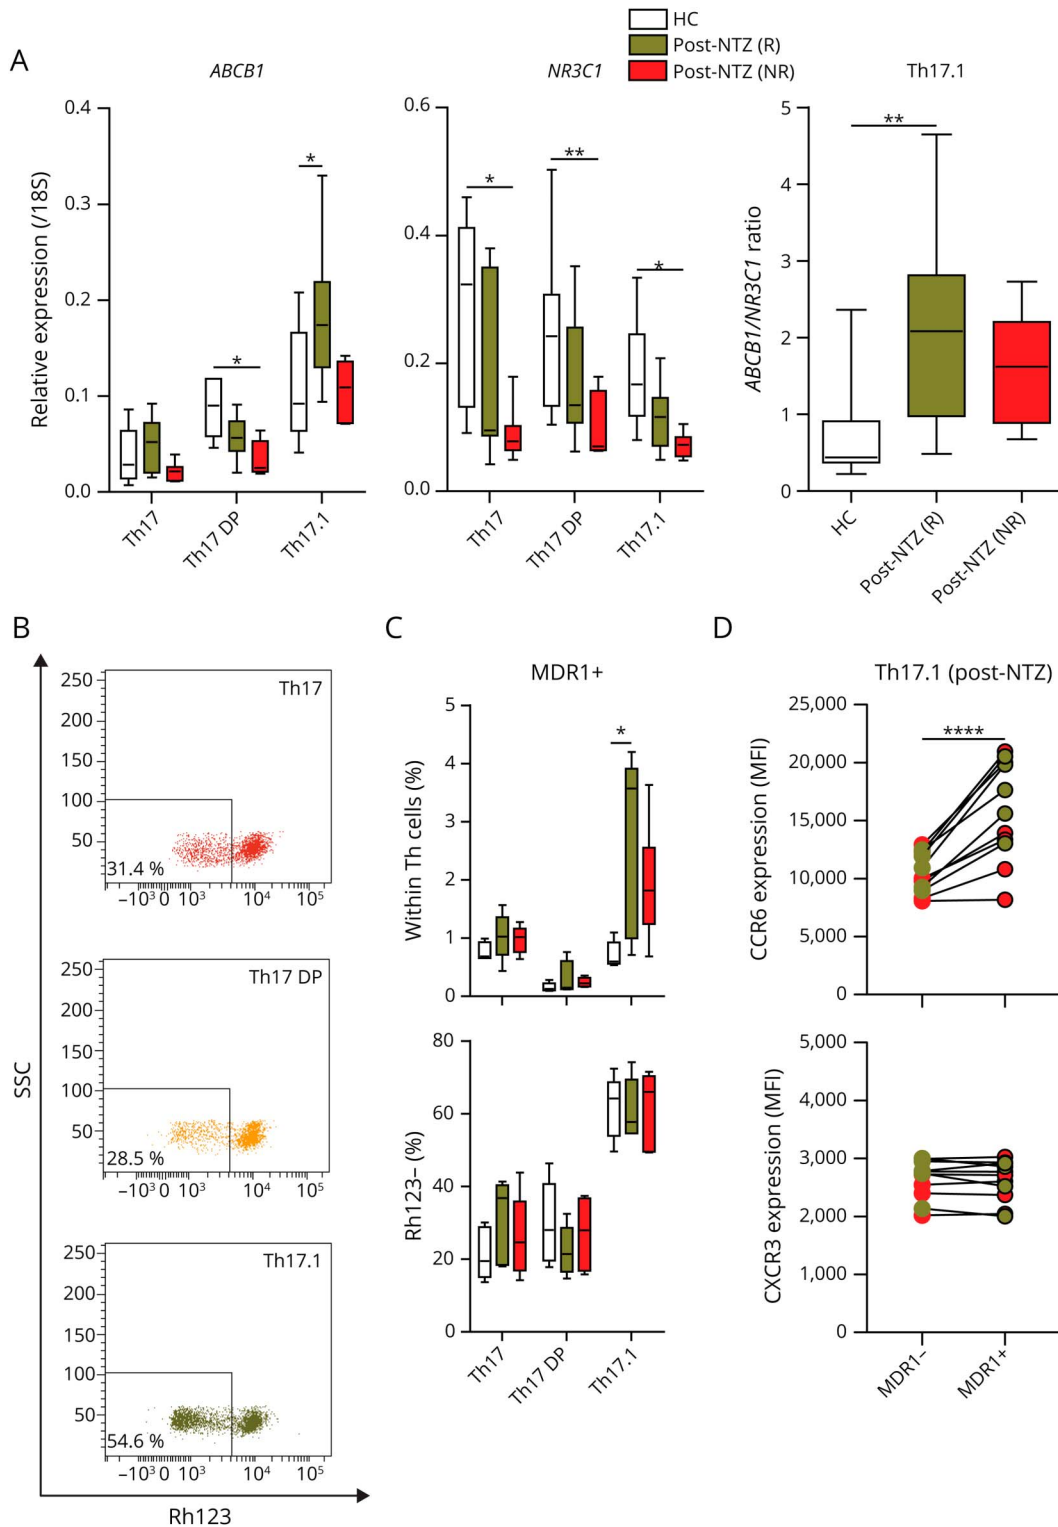 HC
Post-NTZ (R)
Post-NTZ (NR)
A
ABCB1
NR3C1
Th17.1
Relative expression (/18S)
0.4
0.3
0.2
0.1
0.0
*
*
Th17
Th17 DP
Th17.1
0.6
0.4
0.2
0.0
*
**
*
Th17
Th17 DP
Th17.1
ABCB1/NR3C1 ratio
5
4
3
2
1
0
**
HC
Post-NTZ (R)
Post-NTZ (NR)
B
SSC
250
200
150
100
50
Th17
31.4 %
−10³ 0 10³ 10⁴ 10⁵
250
200
150
100
50
Th17 DP
28.5 %
−10³ 0 10³ 10⁴ 10⁵
250
200
150
100
50
Th17.1
54.6 %
−10³ 0 10³ 10⁴ 10⁵
Rh123
C
MDR1+
Within Th cells (%)
5
4
3
2
1
0
*
Rh123− (%)
80
60
40
20
0
Th17
Th17 DP
Th17.1
D
Th17.1 (post-NTZ)
CCR6 expression (MFI)
25,000
20,000
15,000
10,000
5,000
0
****
CXCR3 expression (MFI)
5,000
4,000
3,000
2,000
1,000
0
MDR1−
MDR1+